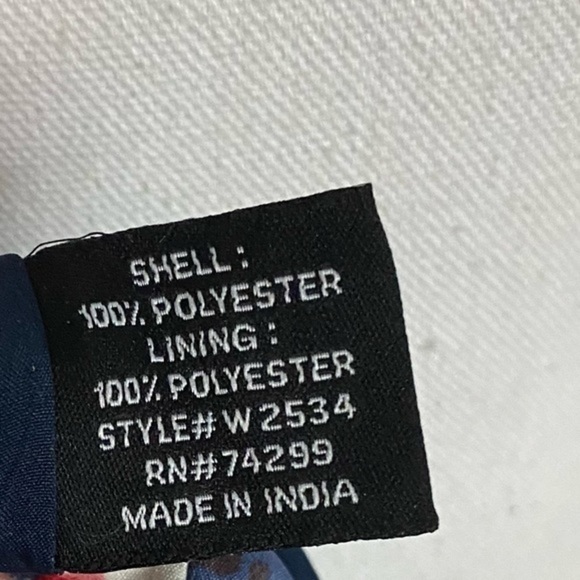 SHELL:
100% POLYESTER
LINING:
100% POLYESTER
STYLE# W2534
RN#74299
MADE IN INDIA